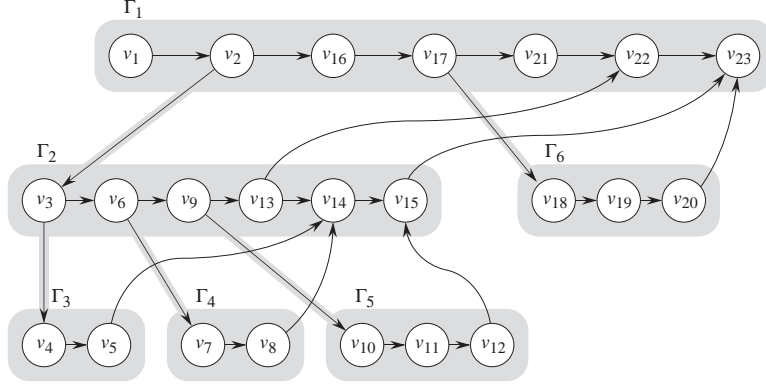 Γ₁
v₁ v₂ v₁₆ v₁₇ v₂₁ v₂₂ v₂₃
Γ₂ Γ₆
v₃ v₆ v₉ v₁₃ v₁₄ v₁₅ v₁₈ v₁₉ v₂₀
Γ₃ Γ₄ Γ₅
v₄ v₅ v₇ v₈ v₁₀ v₁₁ v₁₂